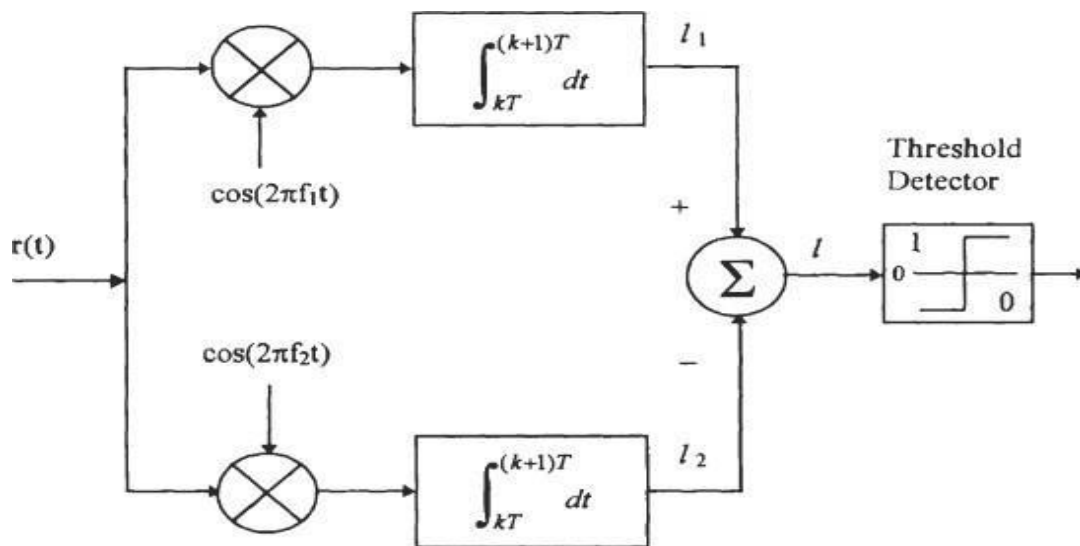 ∫ₖT^(k+1)T dt
l₁
cos(2πf₁t)
Threshold
Detector
r(t)
+
Σ
l
1
0
0
cos(2πf₂t)
−
∫ₖT^(k+1)T dt
l₂